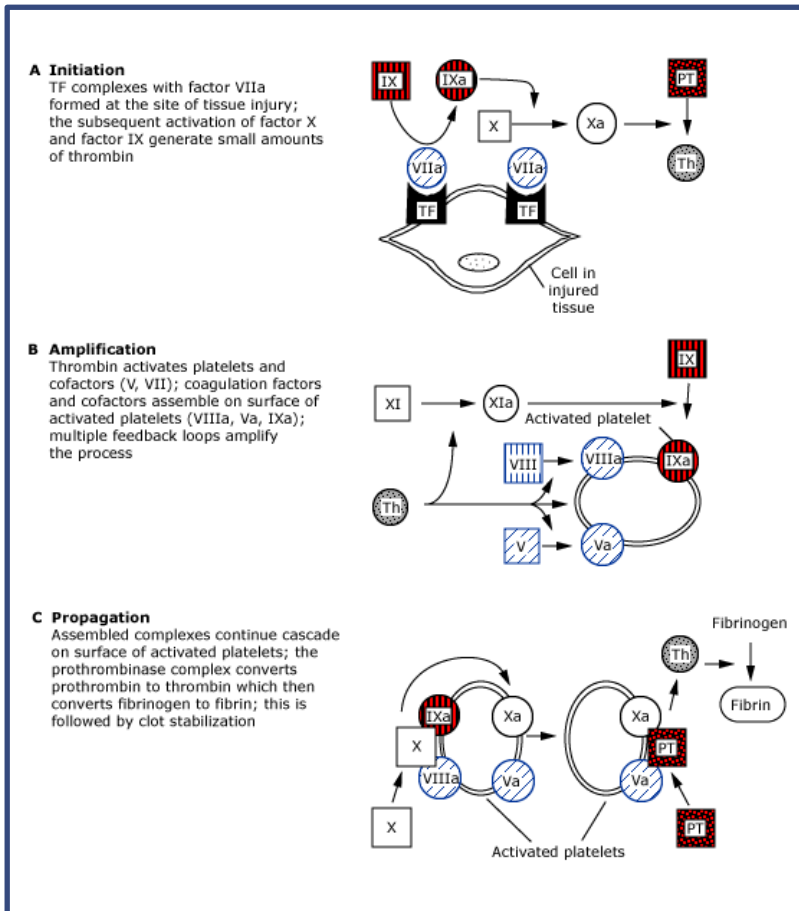 A Initiation
TF complexes with factor VIIa
formed at the site of tissue injury;
the subsequent activation of factor X
and factor IX generate small amounts
of thrombin
IX
IXa
PT
X
Xa
Th
VIIa
VIIa
TF
TF
Cell in
injured
tissue
B Amplification
Thrombin activates platelets and
cofactors (V, VII); coagulation factors
and cofactors assemble on surface of
activated platelets (VIIIa, Va, IXa);
multiple feedback loops amplify
the process
IX
XI
XIa
Activated platelet
VIII
VIIIa
IXa
Th
V
Va
C Propagation
Assembled complexes continue cascade
on surface of activated platelets; the
prothrombinase complex converts
prothrombin to thrombin which then
converts fibrinogen to fibrin; this is
followed by clot stabilization
Fibrinogen
Th
Fibrin
IXa
Xa
Xa
X
PT
VIIIa
Va
Va
X
PT
Activated platelets